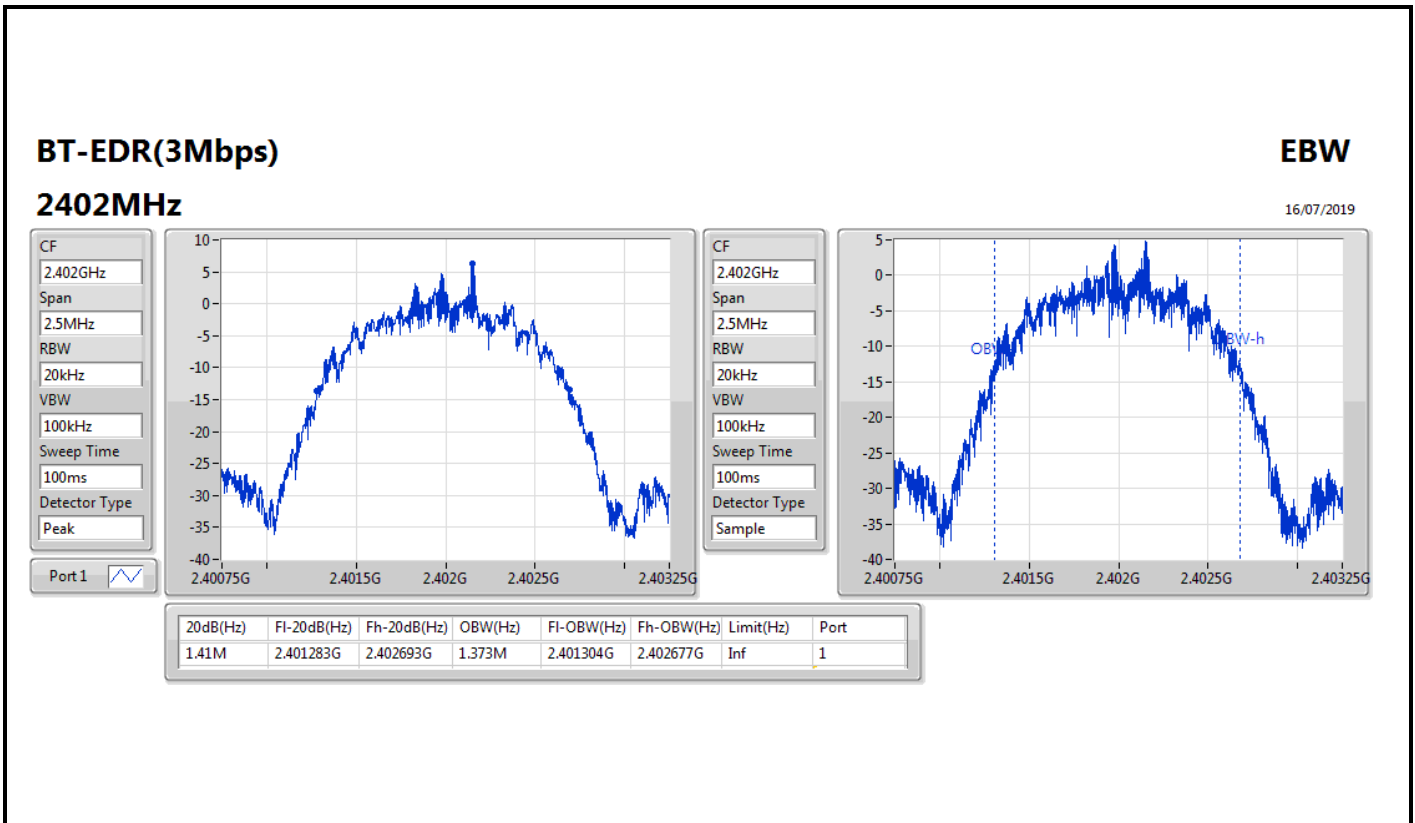 BT-EDR(3Mbps)
EBW
2402MHz
16/07/2019
CF
2.402GHz
Span
2.5MHz
RBW
20kHz
VBW
100kHz
Sweep Time
100ms
Detector Type
Peak
Port 1
10
5
0
-5
-10
-15
-20
-25
-30
-35
-40
2.40075G 2.4015G 2.402G 2.4025G 2.40325G
CF
2.402GHz
Span
2.5MHz
RBW
20kHz
VBW
100kHz
Sweep Time
100ms
Detector Type
Sample
5
0
-5
-10
-15
-20
-25
-30
-35
-40
2.40075G 2.4015G 2.402G 2.4025G 2.40325G
20dB(Hz) Fl-20dB(Hz) Fh-20dB(Hz) OBW(Hz) Fl-OBW(Hz) Fh-OBW(Hz) Limit(Hz) Port
1.41M 2.401283G 2.402693G 1.373M 2.401304G 2.402677G Inf 1